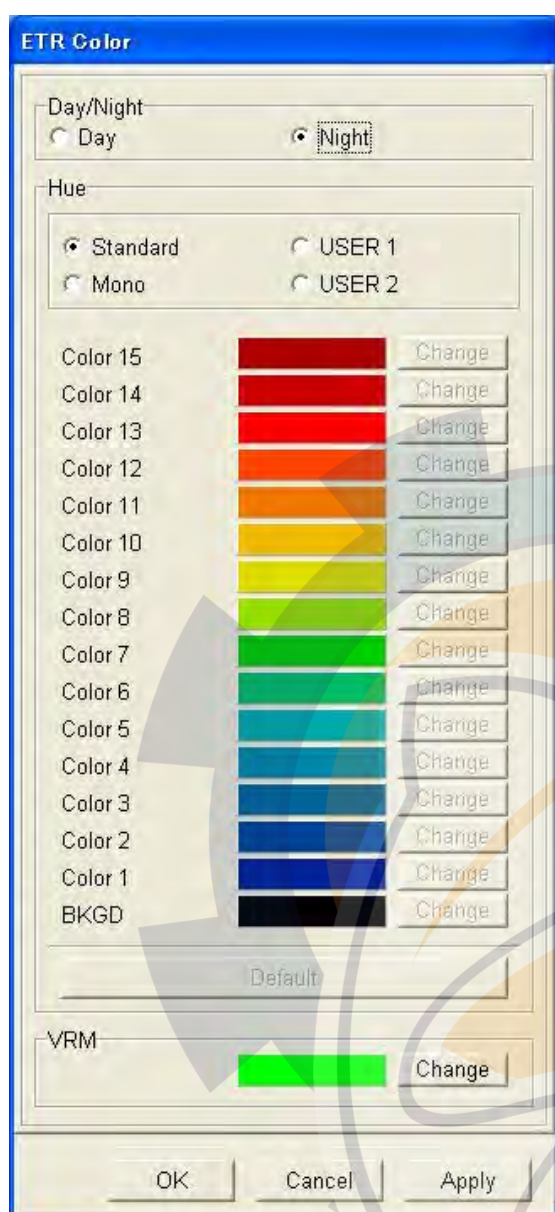 ETR Color
Day/Night
Day Night
Hue
Standard USER 1
Mono USER 2
Color 15 Change
Color 14 Change
Color 13 Change
Color 12 Change
Color 11 Change
Color 10 Change
Color 9 Change
Color 8 Change
Color 7 Change
Color 6 Change
Color 5 Change
Color 4 Change
Color 3 Change
Color 2 Change
Color 1 Change
BKGD Change
Default
VRM
Change
OK Cancel Apply